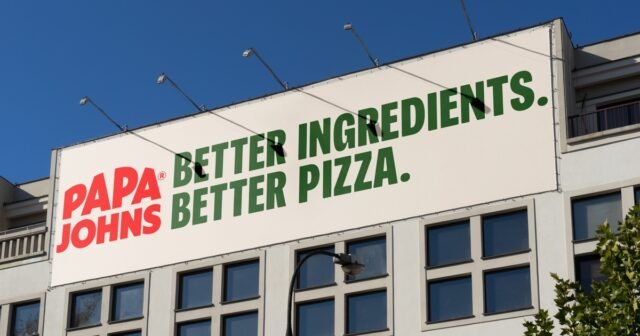 PAPA®
JOHNS
BETTER INGREDIENTS.
BETTER PIZZA.